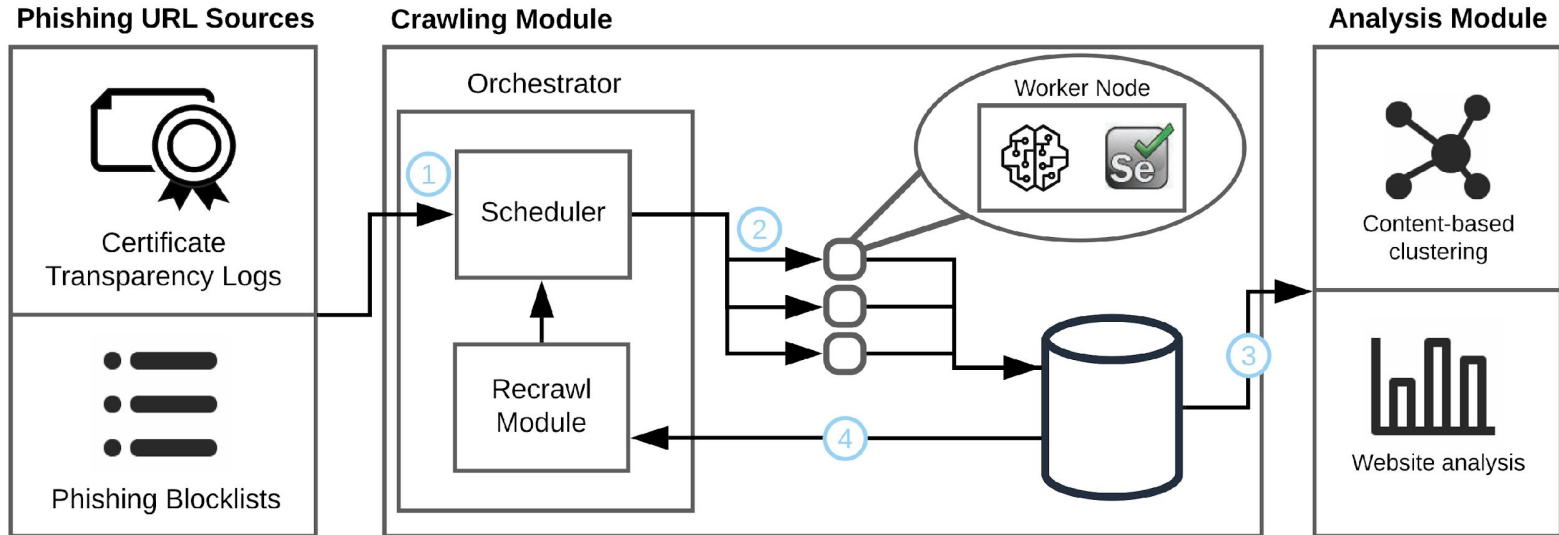 Phishing URL Sources
Certificate
Transparency Logs
Phishing Blocklists
Crawling Module
Orchestrator
1
Scheduler
Recrawl
Module
2
Worker Node
Se
4
3
Analysis Module
Content-based
clustering
Website analysis